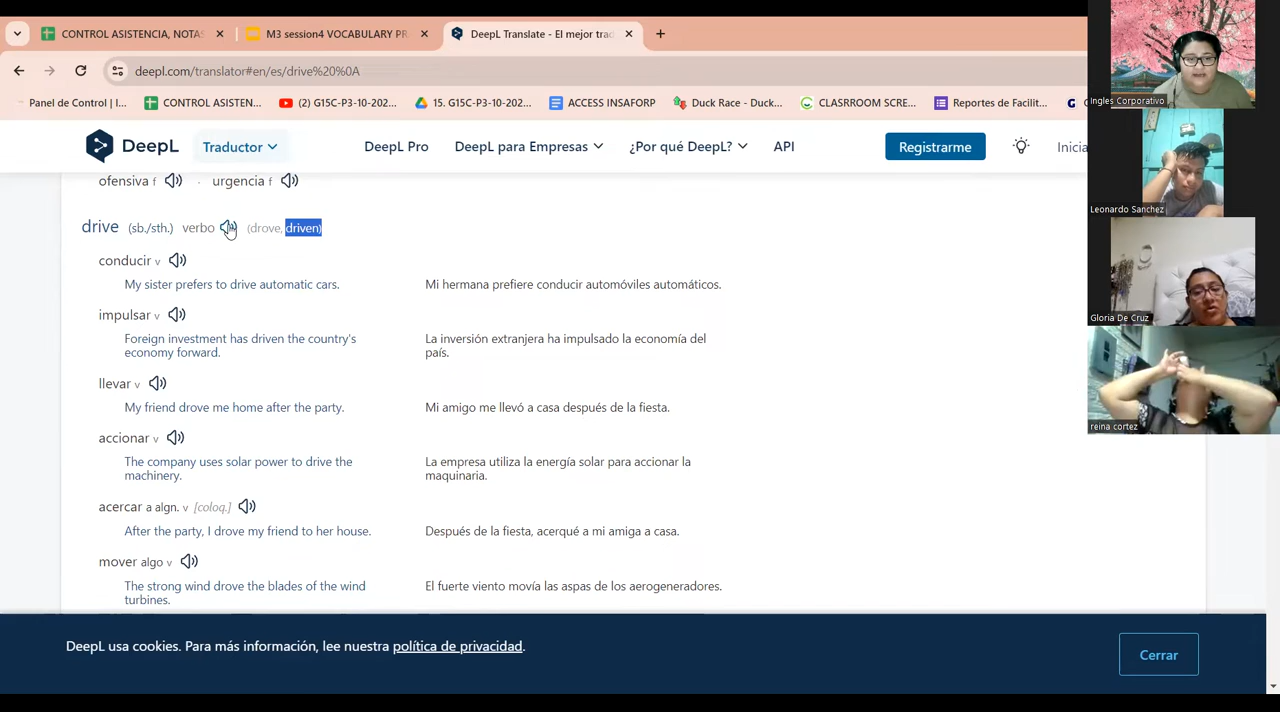 CONTROL ASISTENCIA, NOTAS
M3 session4 VOCABULARY PR
DeepL Translate - El mejor trad
deepl.com/translator#en/es/drive%20%0A
Panel de Control | I...
CONTROL ASISTEN...
(2) G15C-P3-10-202...
15. G15C-P3-10-202...
ACCESS INSAFORP
Duck Race - Duck...
CLASRROOM SCRE...
Reportes de Facilit...
DeepL
Traductor
DeepL Pro
DeepL para Empresas
¿Por qué DeepL?
API
Registrarme
Inicia
ofensiva f · urgencia f
drive (sb./sth.) verbo (drove, driven)
conducir v
My sister prefers to drive automatic cars.
Mi hermana prefiere conducir automóviles automáticos.
impulsar v
Foreign investment has driven the country's
economy forward.
La inversión extranjera ha impulsado la economía del
país.
llevar v
My friend drove me home after the party.
Mi amigo me llevó a casa después de la fiesta.
accionar v
The company uses solar power to drive the
machinery.
La empresa utiliza la energía solar para accionar la
maquinaria.
acercar a algn. v [coloq.]
After the party, I drove my friend to her house.
Después de la fiesta, acerqué a mi amiga a casa.
mover algo v
The strong wind drove the blades of the wind
turbines.
El fuerte viento movía las aspas de los aerogeneradores.
DeepL usa cookies. Para más información, lee nuestra política de privacidad.
Cerrar
Ingles Corporativo
Leonardo Sanchez
Gloria De Cruz
reina cortez